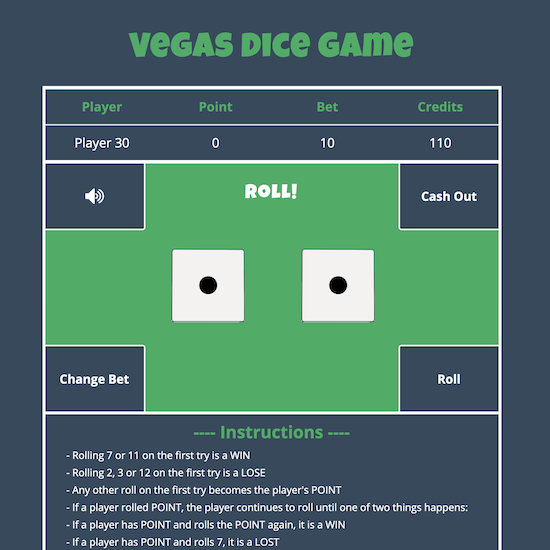 Vegas Dice Game
Player Point Bet Credits
Player 30 0 10 110
ROLL!
Cash Out
Change Bet
Roll
---- Instructions ----
- Rolling 7 or 11 on the first try is a WIN
- Rolling 2, 3 or 12 on the first try is a LOSE
- Any other roll on the first try becomes the player's POINT
- If a player rolled POINT, the player continues to roll until one of two things happens:
- If a player has POINT and rolls the POINT again, it is a WIN
- If a player has POINT and rolls 7, it is a LOST